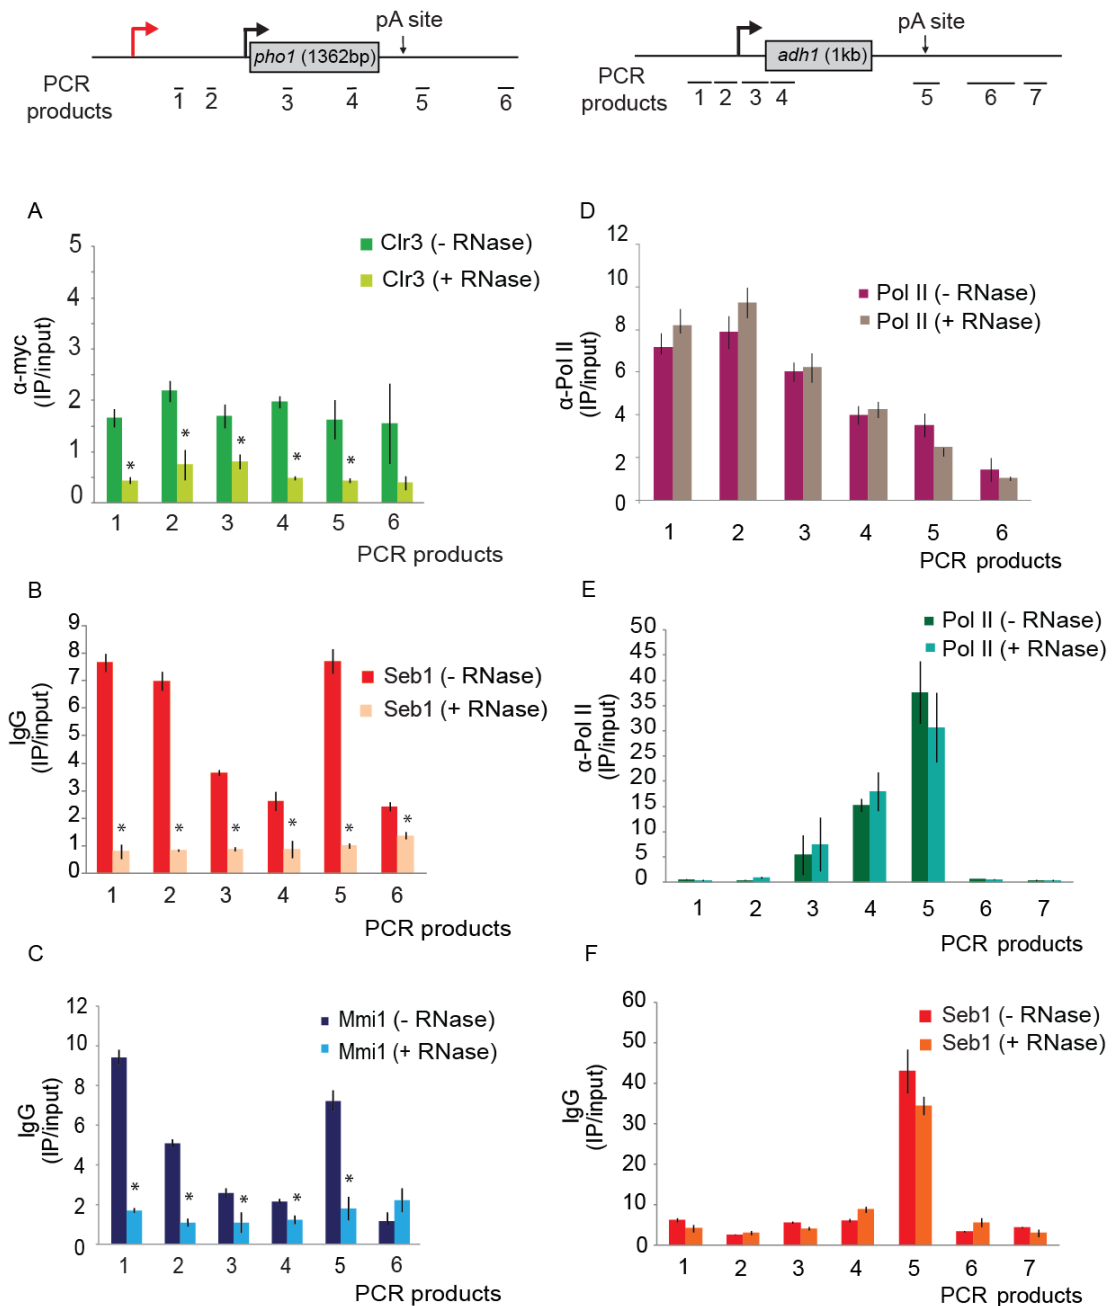 pA site
pho1 (1362bp)
PCR
products
1 2 3 4 5 6
pA site
adh1 (1kb)
PCR
products
1 2 3 4 5 6 7
A
α-myc
(IP/input)
5
4
3
2
1
0
Clr3 (- RNase)
Clr3 (+ RNase)
* * * * *
1 2 3 4 5 6
PCR products
B
IgG
(IP/input)
9
8
7
6
5
4
3
2
1
0
Seb1 (- RNase)
Seb1 (+ RNase)
* * * * * *
1 2 3 4 5 6
PCR products
C
IgG
(IP/input)
12
10
8
6
4
2
0
Mmi1 (- RNase)
Mmi1 (+ RNase)
* * * * *
1 2 3 4 5 6
PCR products
D
α-Pol II
(IP/input)
12
10
8
6
4
2
0
Pol II (- RNase)
Pol II (+ RNase)
1 2 3 4 5 6
PCR products
E
α-Pol II
(IP/input)
50
45
40
35
30
25
20
15
10
5
0
Pol II (- RNase)
Pol II (+ RNase)
1 2 3 4 5 6 7
PCR products
F
IgG
(IP/input)
60
50
40
30
20
10
0
Seb1 (- RNase)
Seb1 (+ RNase)
1 2 3 4 5 6 7
PCR products